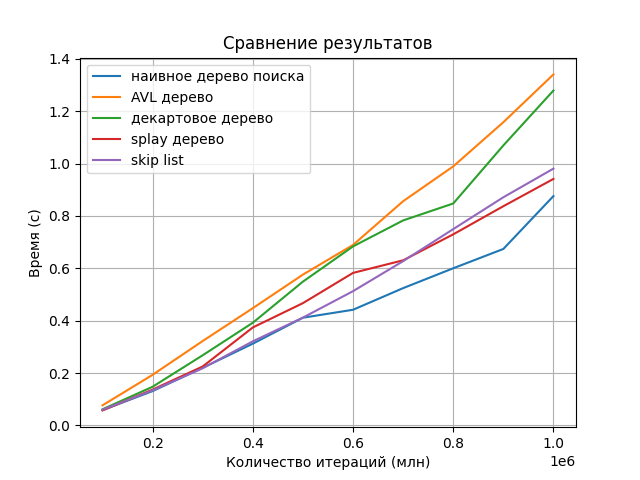 Сравнение результатов
наивное дерево поиска
AVL дерево
декартовое дерево
splay дерево
skip list
Время (с)
1.4
1.2
1.0
0.8
0.6
0.4
0.2
0.0
0.2 0.4 0.6 0.8 1.0
1e6
Количество итераций (млн)